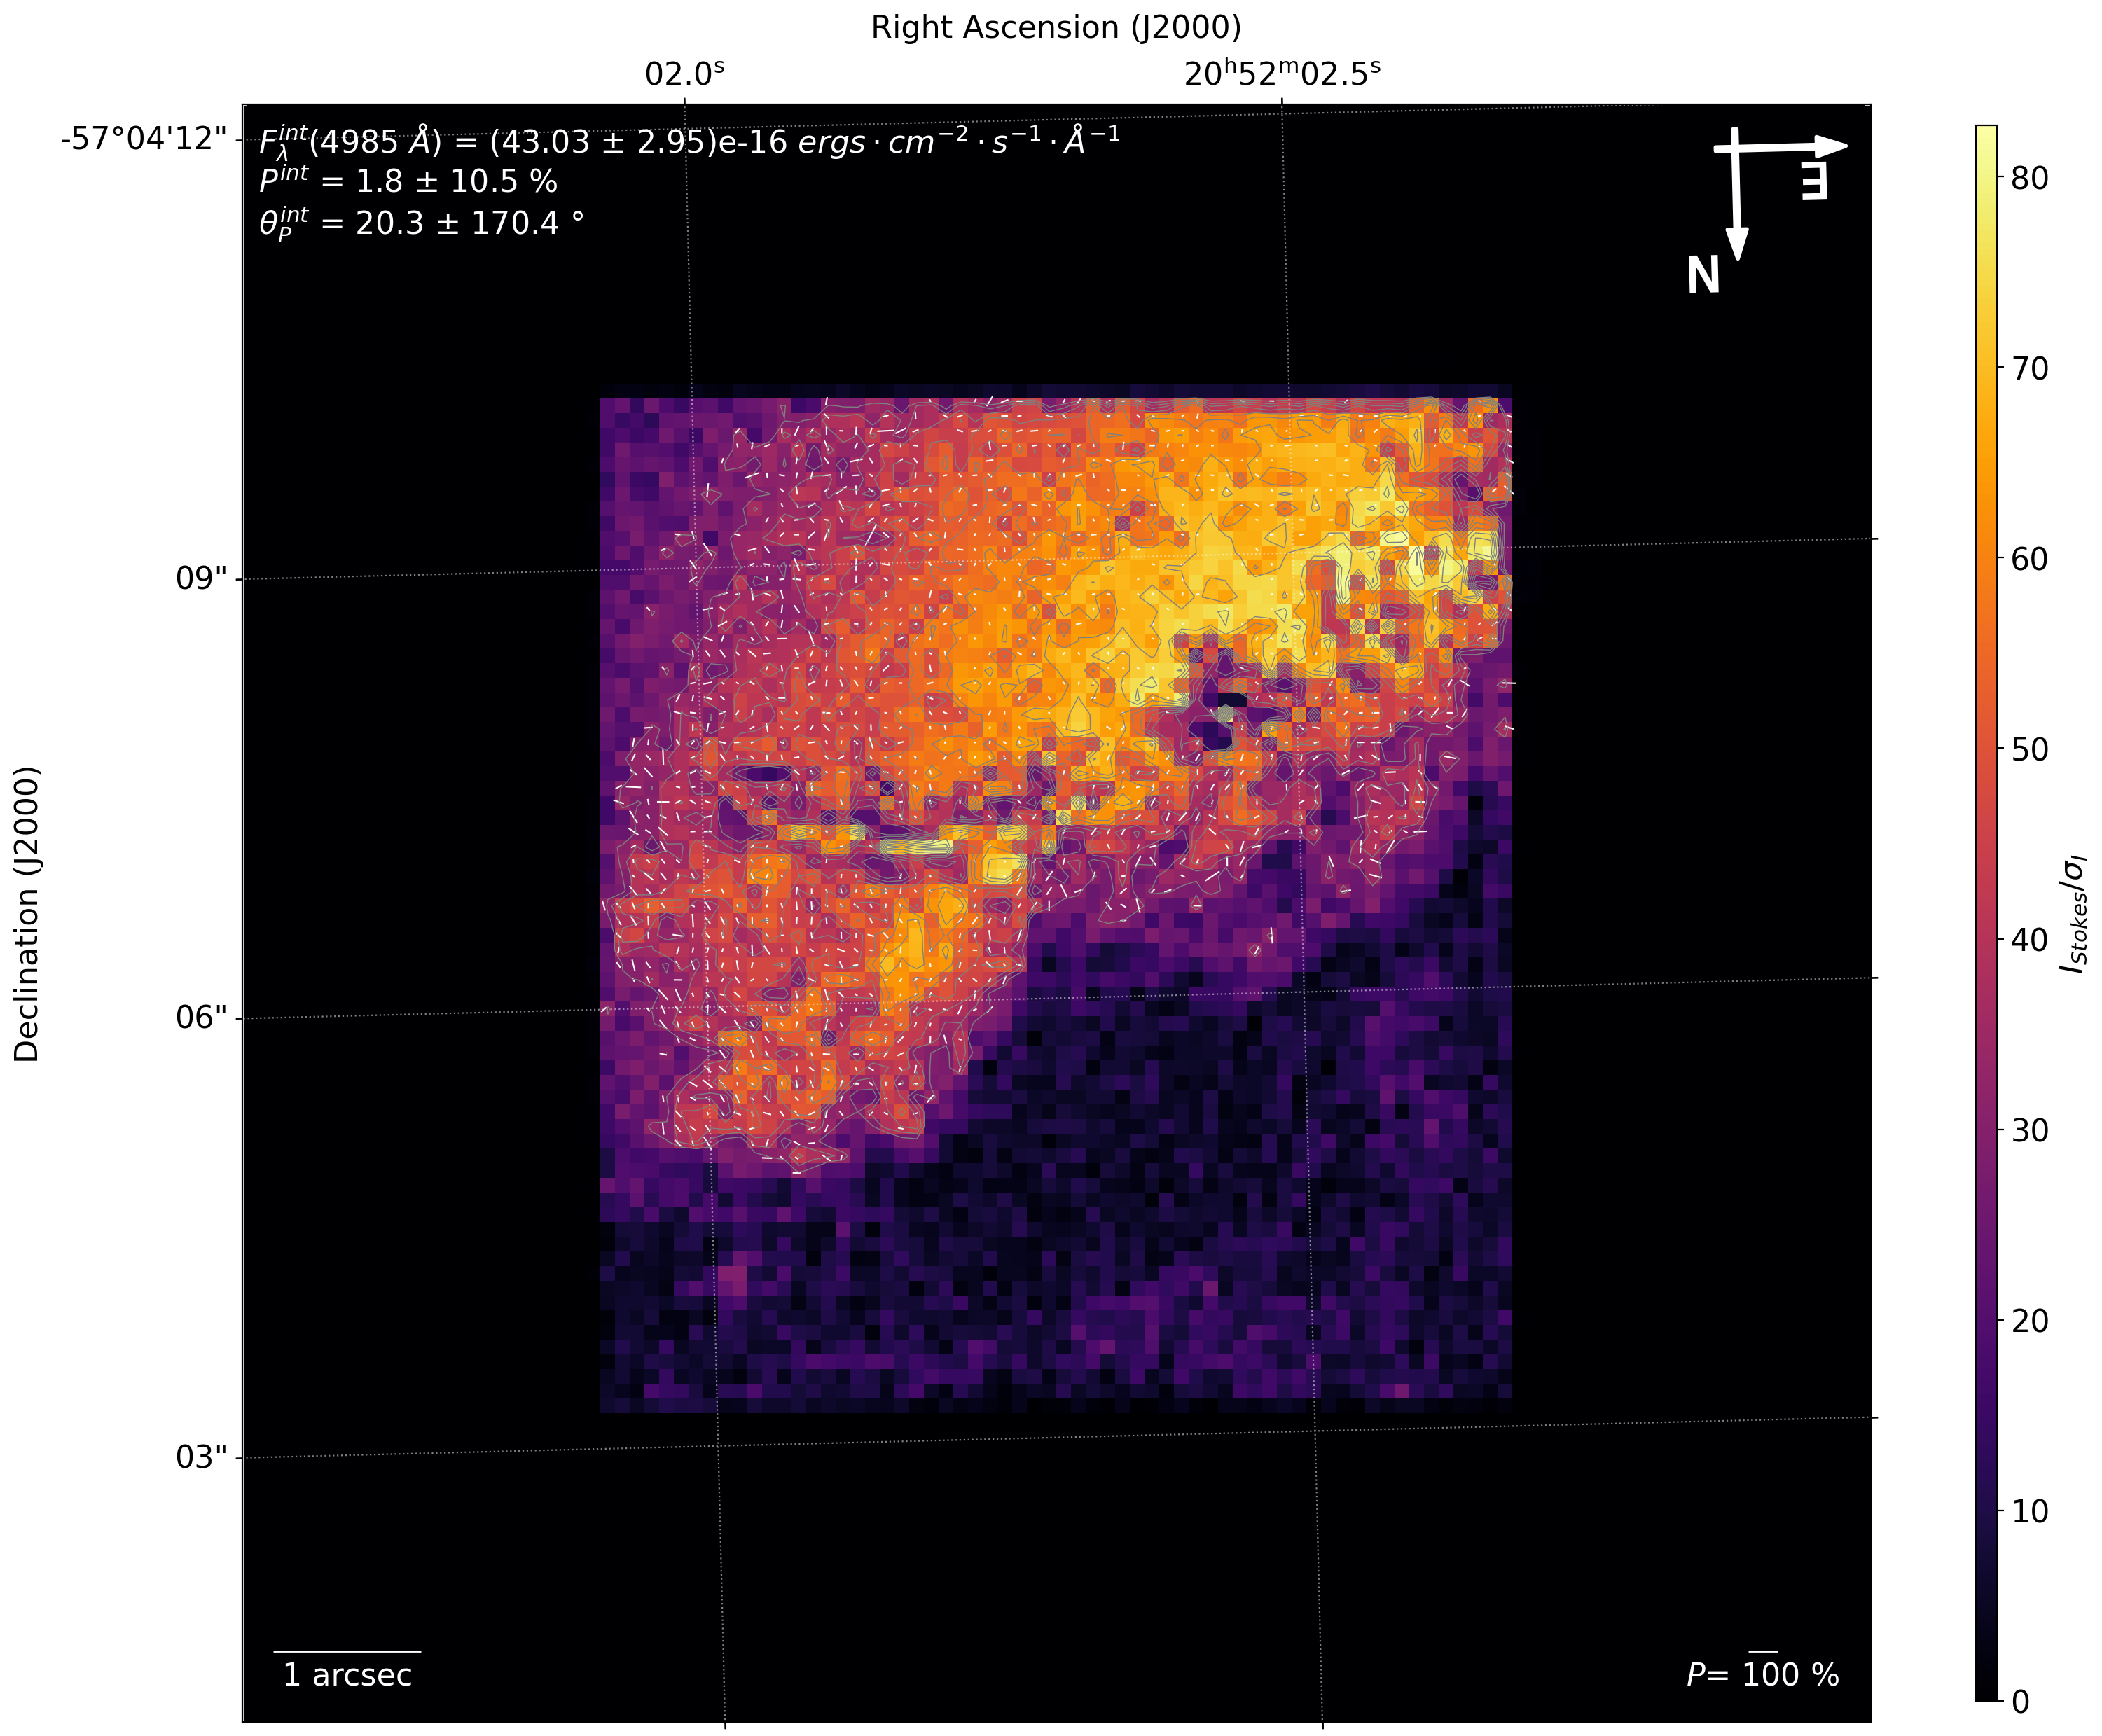 Right Ascension (J2000)
02.0ˢ 20ʰ52ᵐ02.5ˢ
-57°04'12"
F_λ^int(4985 Å) = (43.03 ± 2.95)e-16 ergs · cm⁻² · s⁻¹ · Å⁻¹
P^int = 1.8 ± 10.5 %
θ_P^int = 20.3 ± 170.4 °
E
N
09"
06"
03"
Declination (J2000)
1 arcsec
P= 100 %
80
70
60
50
40
30
20
10
0
I_Stokes/σ_I